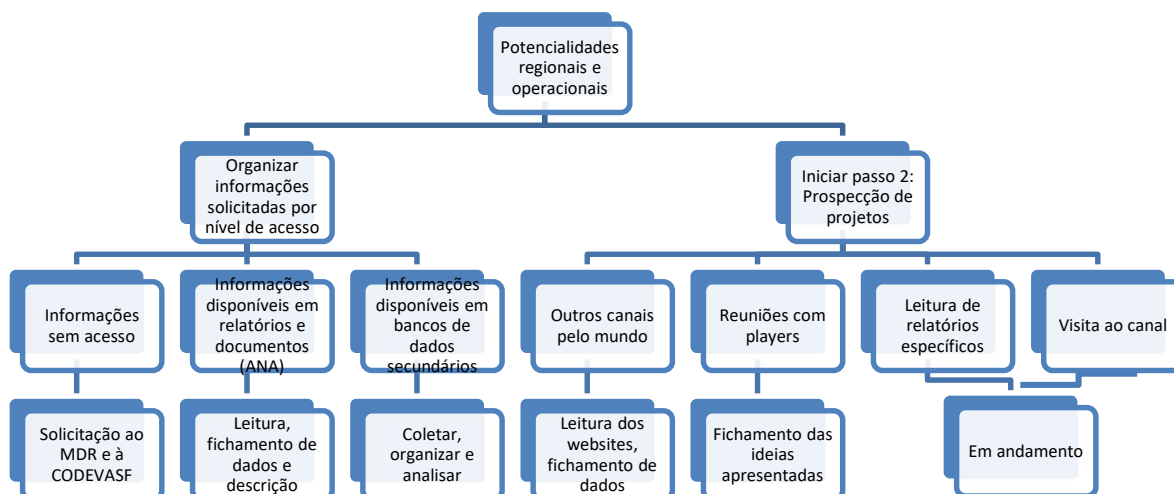 Potencialidades
regionais e
operacionais
Organizar
informações
solicitadas por
nível de acesso
Iniciar passo 2:
Prospecção de
projetos
Informações
sem acesso
Informações
disponíveis em
relatórios e
documentos
(ANA)
Informações
disponíveis em
bancos de
dados
secundários
Outros canais
pelo mundo
Reuniões com
players
Leitura de
relatórios
específicos
Visita ao canal
Solicitação ao
MDR e à
CODEVASF
Leitura,
fichamento de
dados e
descrição
Coletar,
organizar e
analisar
Leitura dos
websites,
fichamento de
dados
Fichamento das
ideias
apresentadas
Em andamento